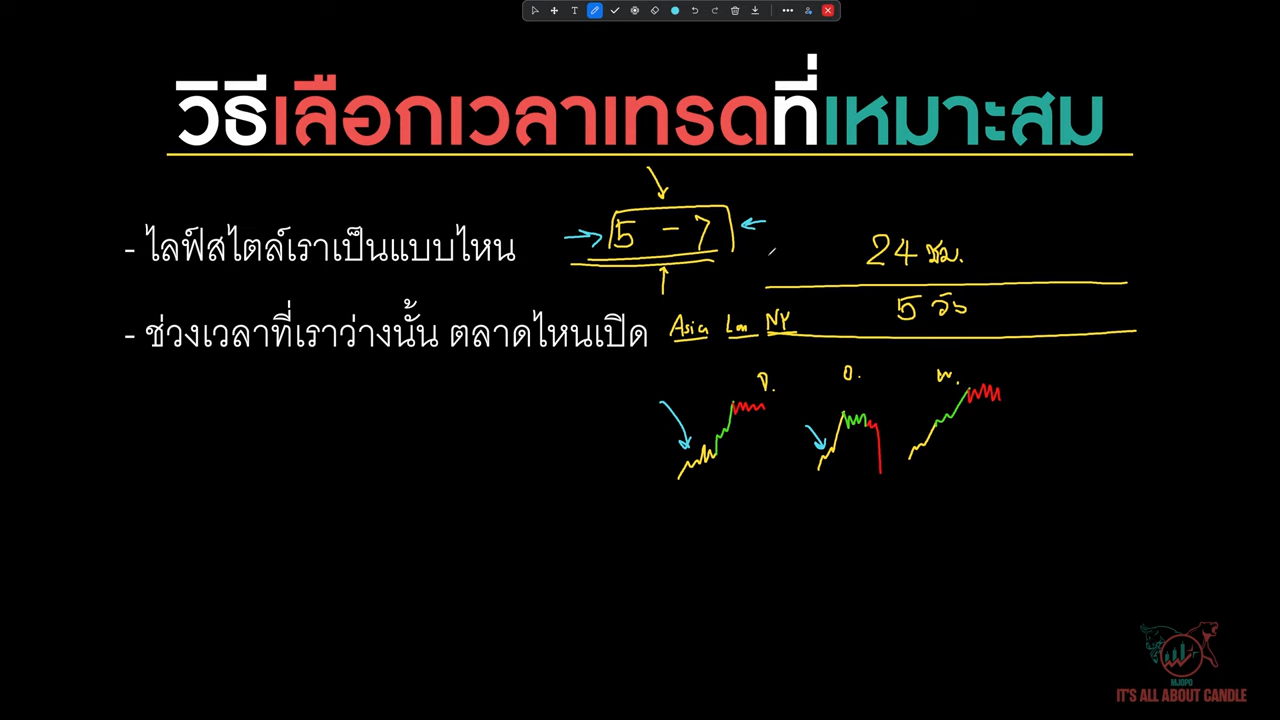 วิธีเลือกเวลาเทรดที่เหมาะสม
- ไลฟ์สไตล์เราเป็นแบบไหน
5 - 7
24 ชม.
5 วัน
- ช่วงเวลาที่เราว่างนั้น ตลาดไหนเปิด
Asia Lon NY
จ. อ. พ.
MJOPO
IT'S ALL ABOUT CANDLE